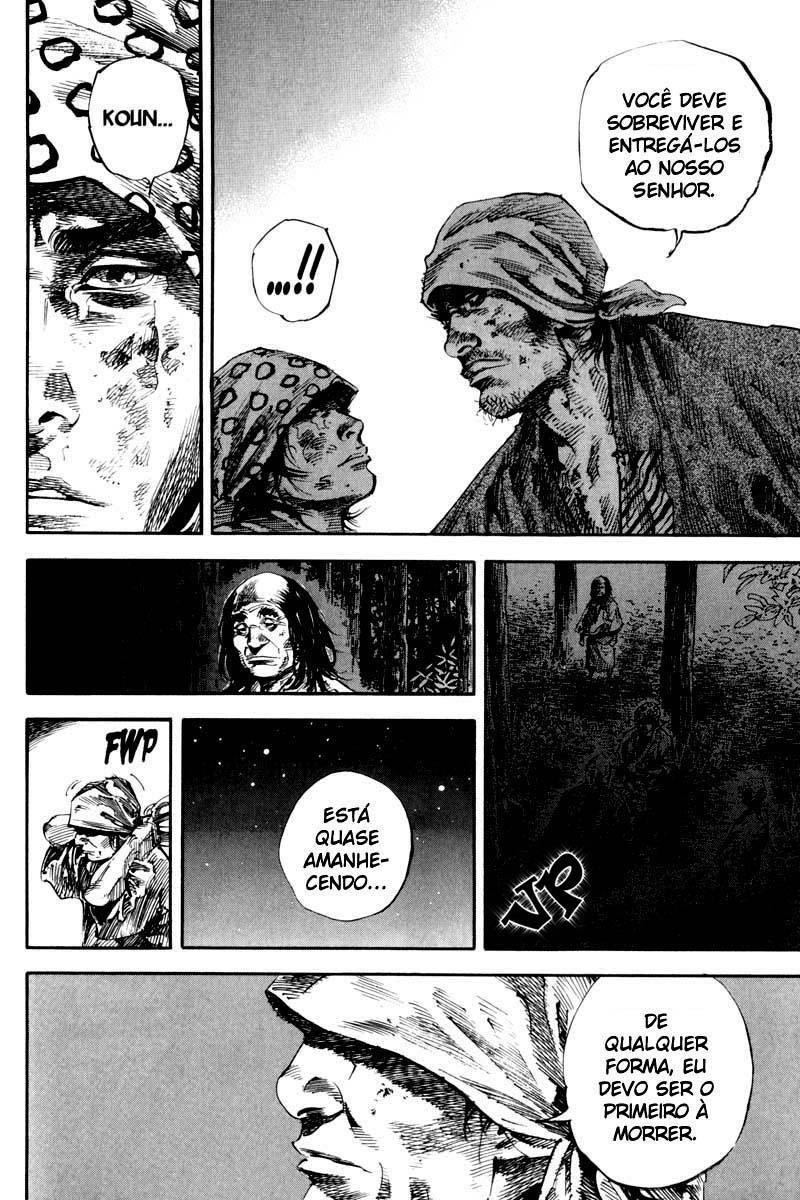 VOCÊ DEVE
SOBREVIVER E
ENTREGÁ-LOS
AO NOSSO
SENHOR.
...!!
KOUN...
VP
ESTÁ
QUASE
AMANHE-
CENDO...
FWP
DE
QUALQUER
FORMA, EU
DEVO SER O
PRIMEIRO À
MORRER.